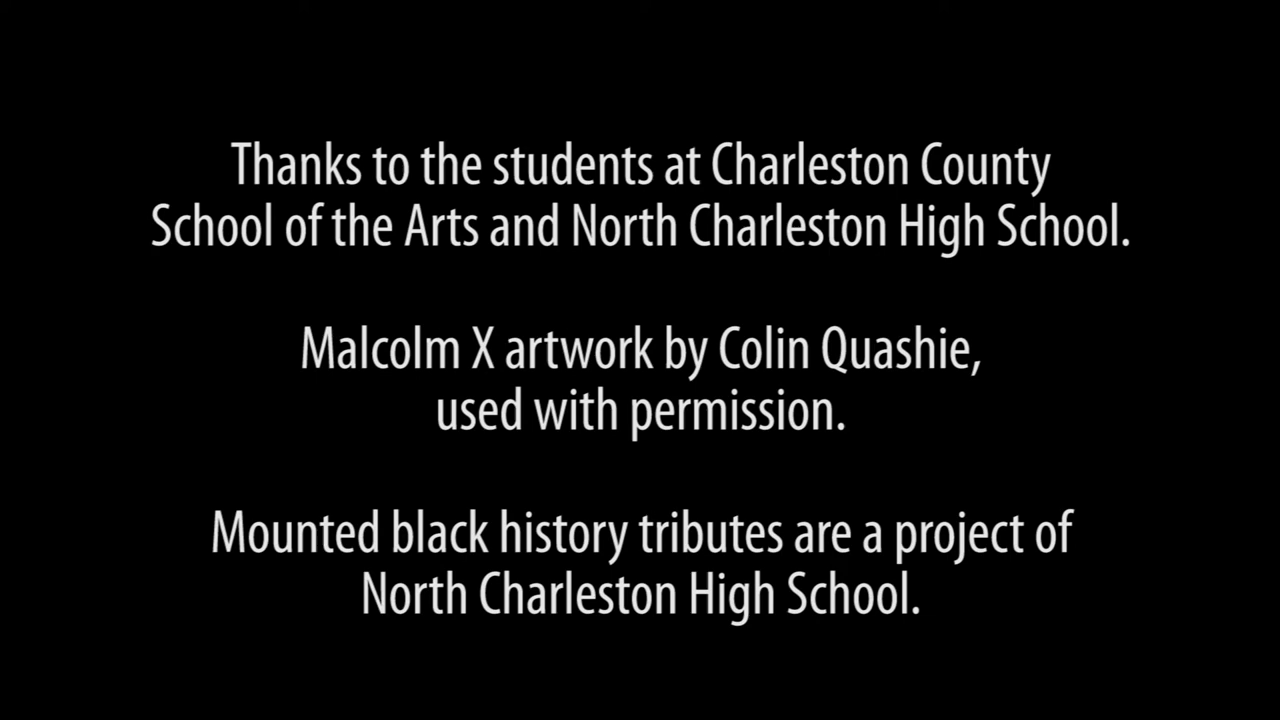 Thanks to the students at Charleston County
School of the Arts and North Charleston High School.
Malcolm X artwork by Colin Quashie,
used with permission.
Mounted black history tributes are a project of
North Charleston High School.